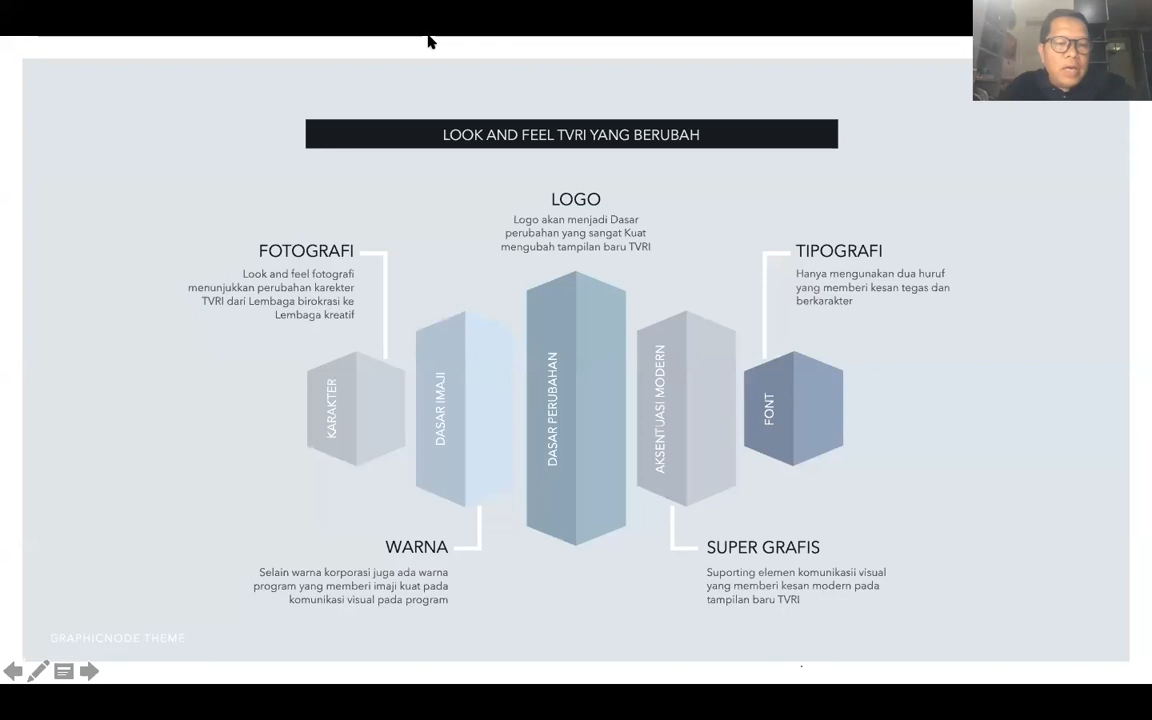 LOOK AND FEEL TVRI YANG BERUBAH
LOGO
Logo akan menjadi Dasar
perubahan yang sangat Kuat
mengubah tampilan baru TVRI
FOTOGRAFI
Look and feel fotografi
menunjukkan perubahan karekter
TVRI dari Lembaga birokrasi ke
Lembaga kreatif
TIPOGRAFI
Hanya mengunakan dua huruf
yang memberi kesan tegas dan
berkarakter
KARAKTER
DASAR IMAJI
DASAR PERUBAHAN
AKSENTUASI MODERN
FONT
WARNA
Selain warna korporasi juga ada warna
program yang memberi imaji kuat pada
komunikasi visual pada program
SUPER GRAFIS
Suporting elemen komunikasii visual
yang memberi kesan modern pada
tampilan baru TVRI
GRAPHICNODE THEME